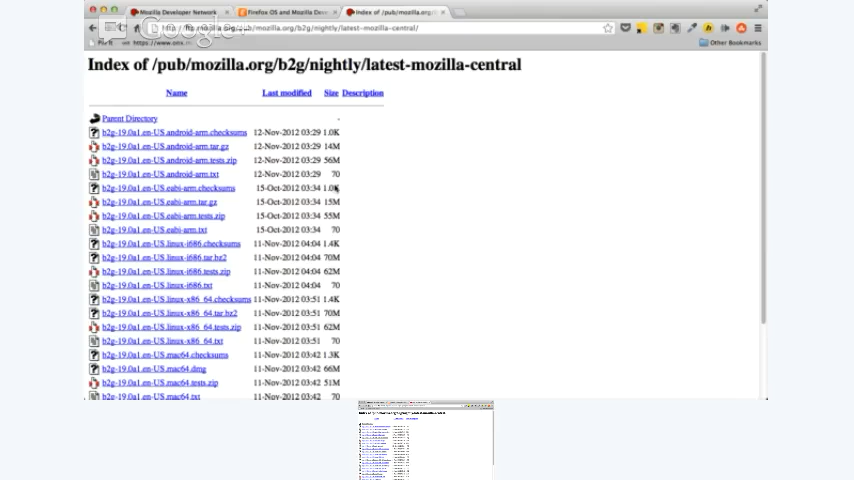 Mozilla Developer Network
Firefox OS and Mozilla Dev
Index of /pub/mozilla.org/b
ftp.mozilla.org/pub/mozilla.org/b2g/nightly/latest-mozilla-central/
Google
Other Bookmarks
Index of /pub/mozilla.org/b2g/nightly/latest-mozilla-central
Name Last modified Size Description
Parent Directory -
b2g-19.0a1.en-US.android-arm.checksums 12-Nov-2012 03:29 1.0K
b2g-19.0a1.en-US.android-arm.tar.gz 12-Nov-2012 03:29 14M
b2g-19.0a1.en-US.android-arm.tests.zip 12-Nov-2012 03:29 56M
b2g-19.0a1.en-US.android-arm.txt 12-Nov-2012 03:29 70
b2g-19.0a1.en-US.eabi-arm.checksums 15-Oct-2012 03:34 1.0K
b2g-19.0a1.en-US.eabi-arm.tar.gz 15-Oct-2012 03:34 15M
b2g-19.0a1.en-US.eabi-arm.tests.zip 15-Oct-2012 03:34 55M
b2g-19.0a1.en-US.eabi-arm.txt 15-Oct-2012 03:34 70
b2g-19.0a1.en-US.linux-i686.checksums 11-Nov-2012 04:04 1.4K
b2g-19.0a1.en-US.linux-i686.tar.bz2 11-Nov-2012 04:04 70M
b2g-19.0a1.en-US.linux-i686.tests.zip 11-Nov-2012 04:04 62M
b2g-19.0a1.en-US.linux-i686.txt 11-Nov-2012 04:04 70
b2g-19.0a1.en-US.linux-x86_64.checksums 11-Nov-2012 03:51 1.4K
b2g-19.0a1.en-US.linux-x86_64.tar.bz2 11-Nov-2012 03:51 70M
b2g-19.0a1.en-US.linux-x86_64.tests.zip 11-Nov-2012 03:51 62M
b2g-19.0a1.en-US.linux-x86_64.txt 11-Nov-2012 03:51 70
b2g-19.0a1.en-US.mac64.checksums 11-Nov-2012 03:42 1.3K
b2g-19.0a1.en-US.mac64.dmg 11-Nov-2012 03:42 66M
b2g-19.0a1.en-US.mac64.tests.zip 11-Nov-2012 03:42 51M
b2g-19.0a1.en-US.mac64.txt 11-Nov-2012 03:42 70